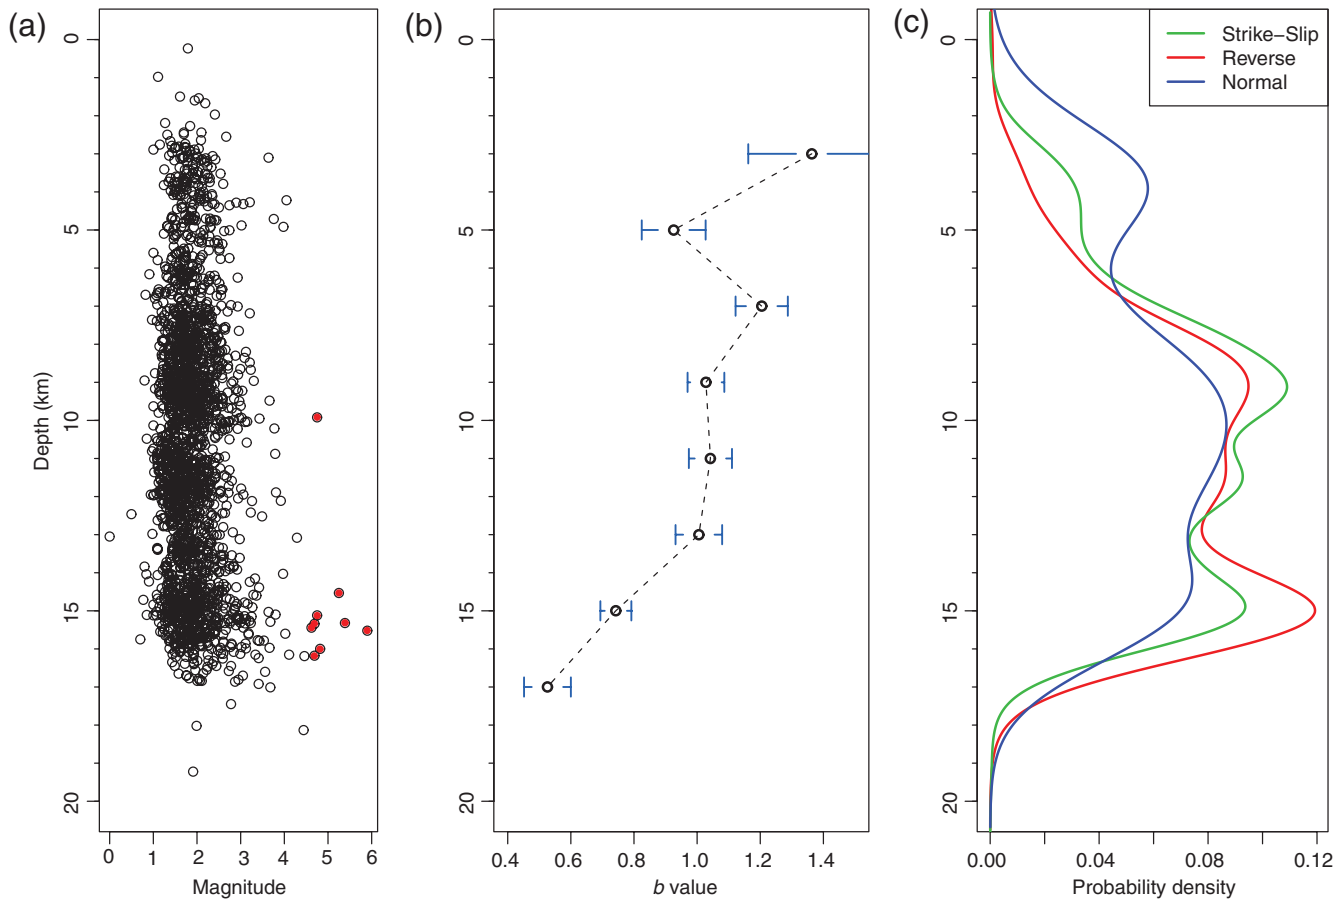 (a)
0
5
10
15
20
Depth (km)
0 1 2 3 4 5 6
Magnitude
(b)
0
5
10
15
20
0.4 0.6 0.8 1.0 1.2 1.4
b value
(c)
Strike–Slip
Reverse
Normal
0
5
10
15
20
0.00 0.04 0.08 0.12
Probability density